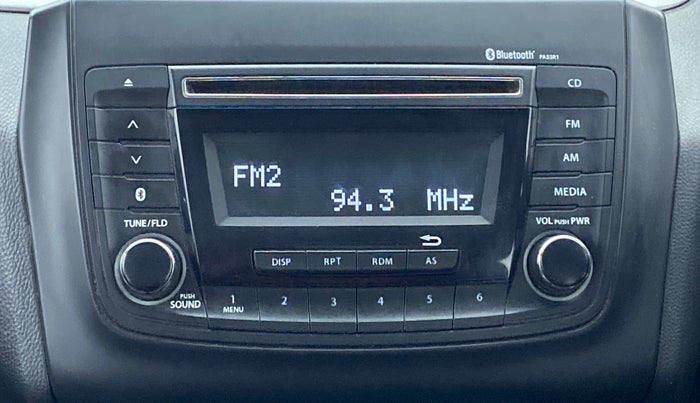 Bluetooth®
PASSR1
CD
FM
AM
MEDIA
FM2
94.3 MHz
TUNE/FLD
VOL PUSH PWR
DISP RPT RDM AS
PUSH
SOUND
1 2 3 4 5 6
MENU